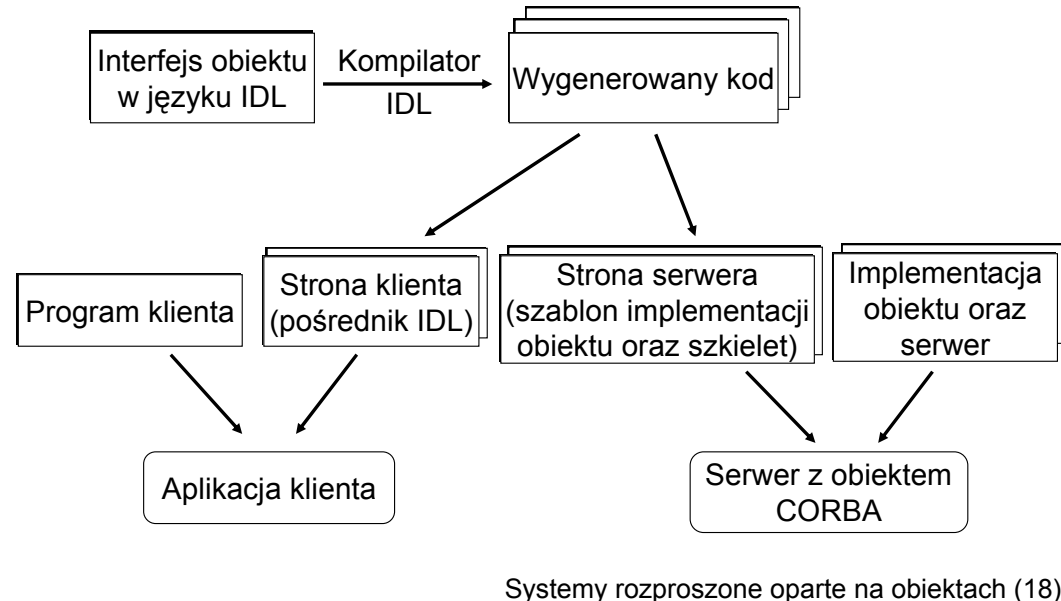 Interfejs obiektu
w języku IDL
Kompilator
IDL
Wygenerowany kod
Program klienta
Strona klienta
(pośrednik IDL)
Strona serwera
(szablon implementacji
obiektu oraz szkielet)
Implementacja
obiektu oraz
serwer
Aplikacja klienta
Serwer z obiektem
CORBA
Systemy rozproszone oparte na obiektach (18)